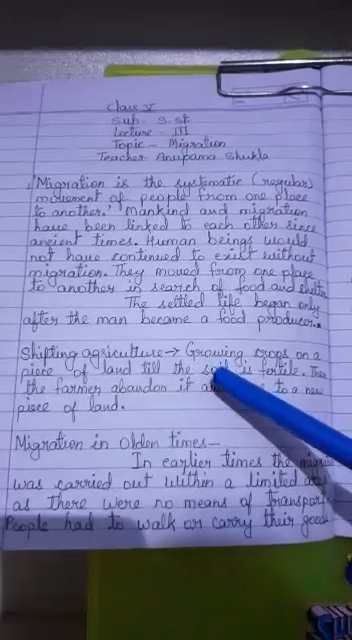 Class V
Sub- S.St.
Lecture - III
Topic - Migration
Teacher Anupama Shukla
"Migration is the systematic (regular)
movement of people from one place
to another." Mankind and migration
have been linked to each other since
ancient times. Human beings would
not have continued to exist without
migration. They moved from one place
to another in search of food and shelter
The settled life began only
after the man became a food producer.
Shifting agriculture → Growing crops on a
piece of land till the soil is fertile. Then
the farmer abandon it to a new
piece of land.
Migration in Olden times—
In earlier times the
was carried out within a limited
as there were no means of transport.
People had to walk or carry their